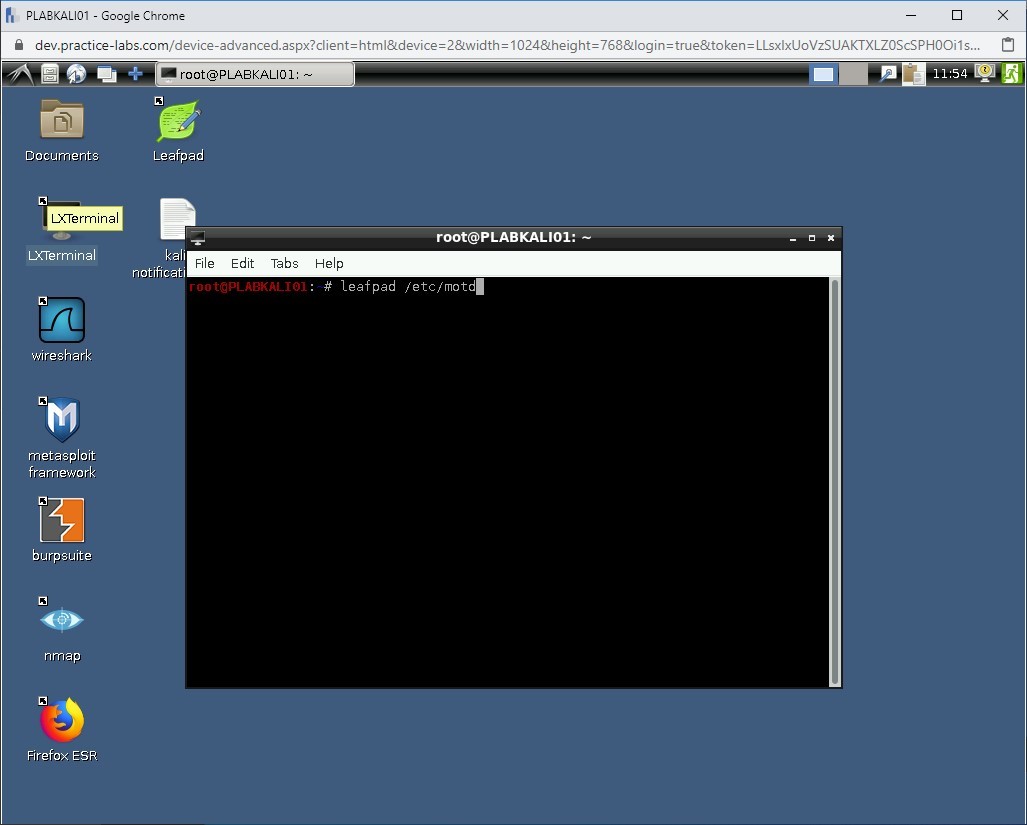 PLABKALI01 - Google Chrome
dev.practice-labs.com/device-advanced.aspx?client=html&device=2&width=1024&height=768&login=true&token=LLsxlxUoVzSUAKTXLZ0ScSPH0Oi1s...
root@PLABKALI01: ~
11:54
Documents
Leafpad
LXTerminal
LXTerminal
kali
notificati
root@PLABKALI01: ~
File Edit Tabs Help
root@PLABKALI01:~# leafpad /etc/motd
wireshark
metasploit
framework
burpsuite
nmap
Firefox ESR